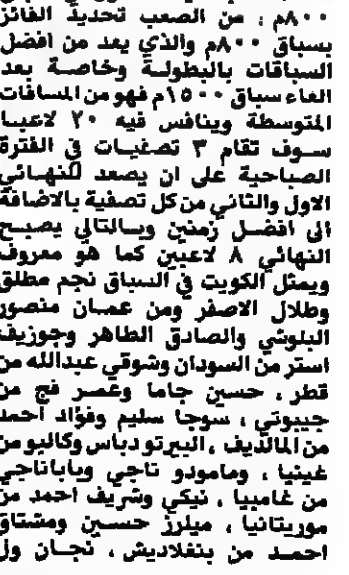 ٨٠٠م : من الصعب تحديد الفائز
بسباق ٨٠٠م والذي يعد من افضل
السباقات بالبطولة وخاصة بعد
الغاء سباق ١٥٠٠م فهو من المسافات
المتوسطة وينافس فيه ٢٠ لاعبا
سوف تقام ٣ تصفيات في الفترة
الصباحية على ان يصعد للنهائي
الاول والثاني من كل تصفية بالاضافة
الى افضل زمنين وبالتالي يصبح
النهائي ٨ لاعبين كما هو معروف
ويمثل الكويت في السباق نجم مطلق
وطلال الاصفر ومن عمان منصور
البلوشي والصادق الطاهر وجوزيف
استر من السودان وشوقي عبدالله من
قطر ، حسين جاما وعمر فج من
جيبوتي ، سوجا سليم وفؤاد احمد
من المالديف ، البرتو دباس وكاليو من
غينيا ، ومامودو تاجي وباباناجي
من غامبيا ، نيكي وشريف احمد من
موريتانيا ، ميلرز حسين ومشتاق
احمد من بنغلاديش ، نجان ول